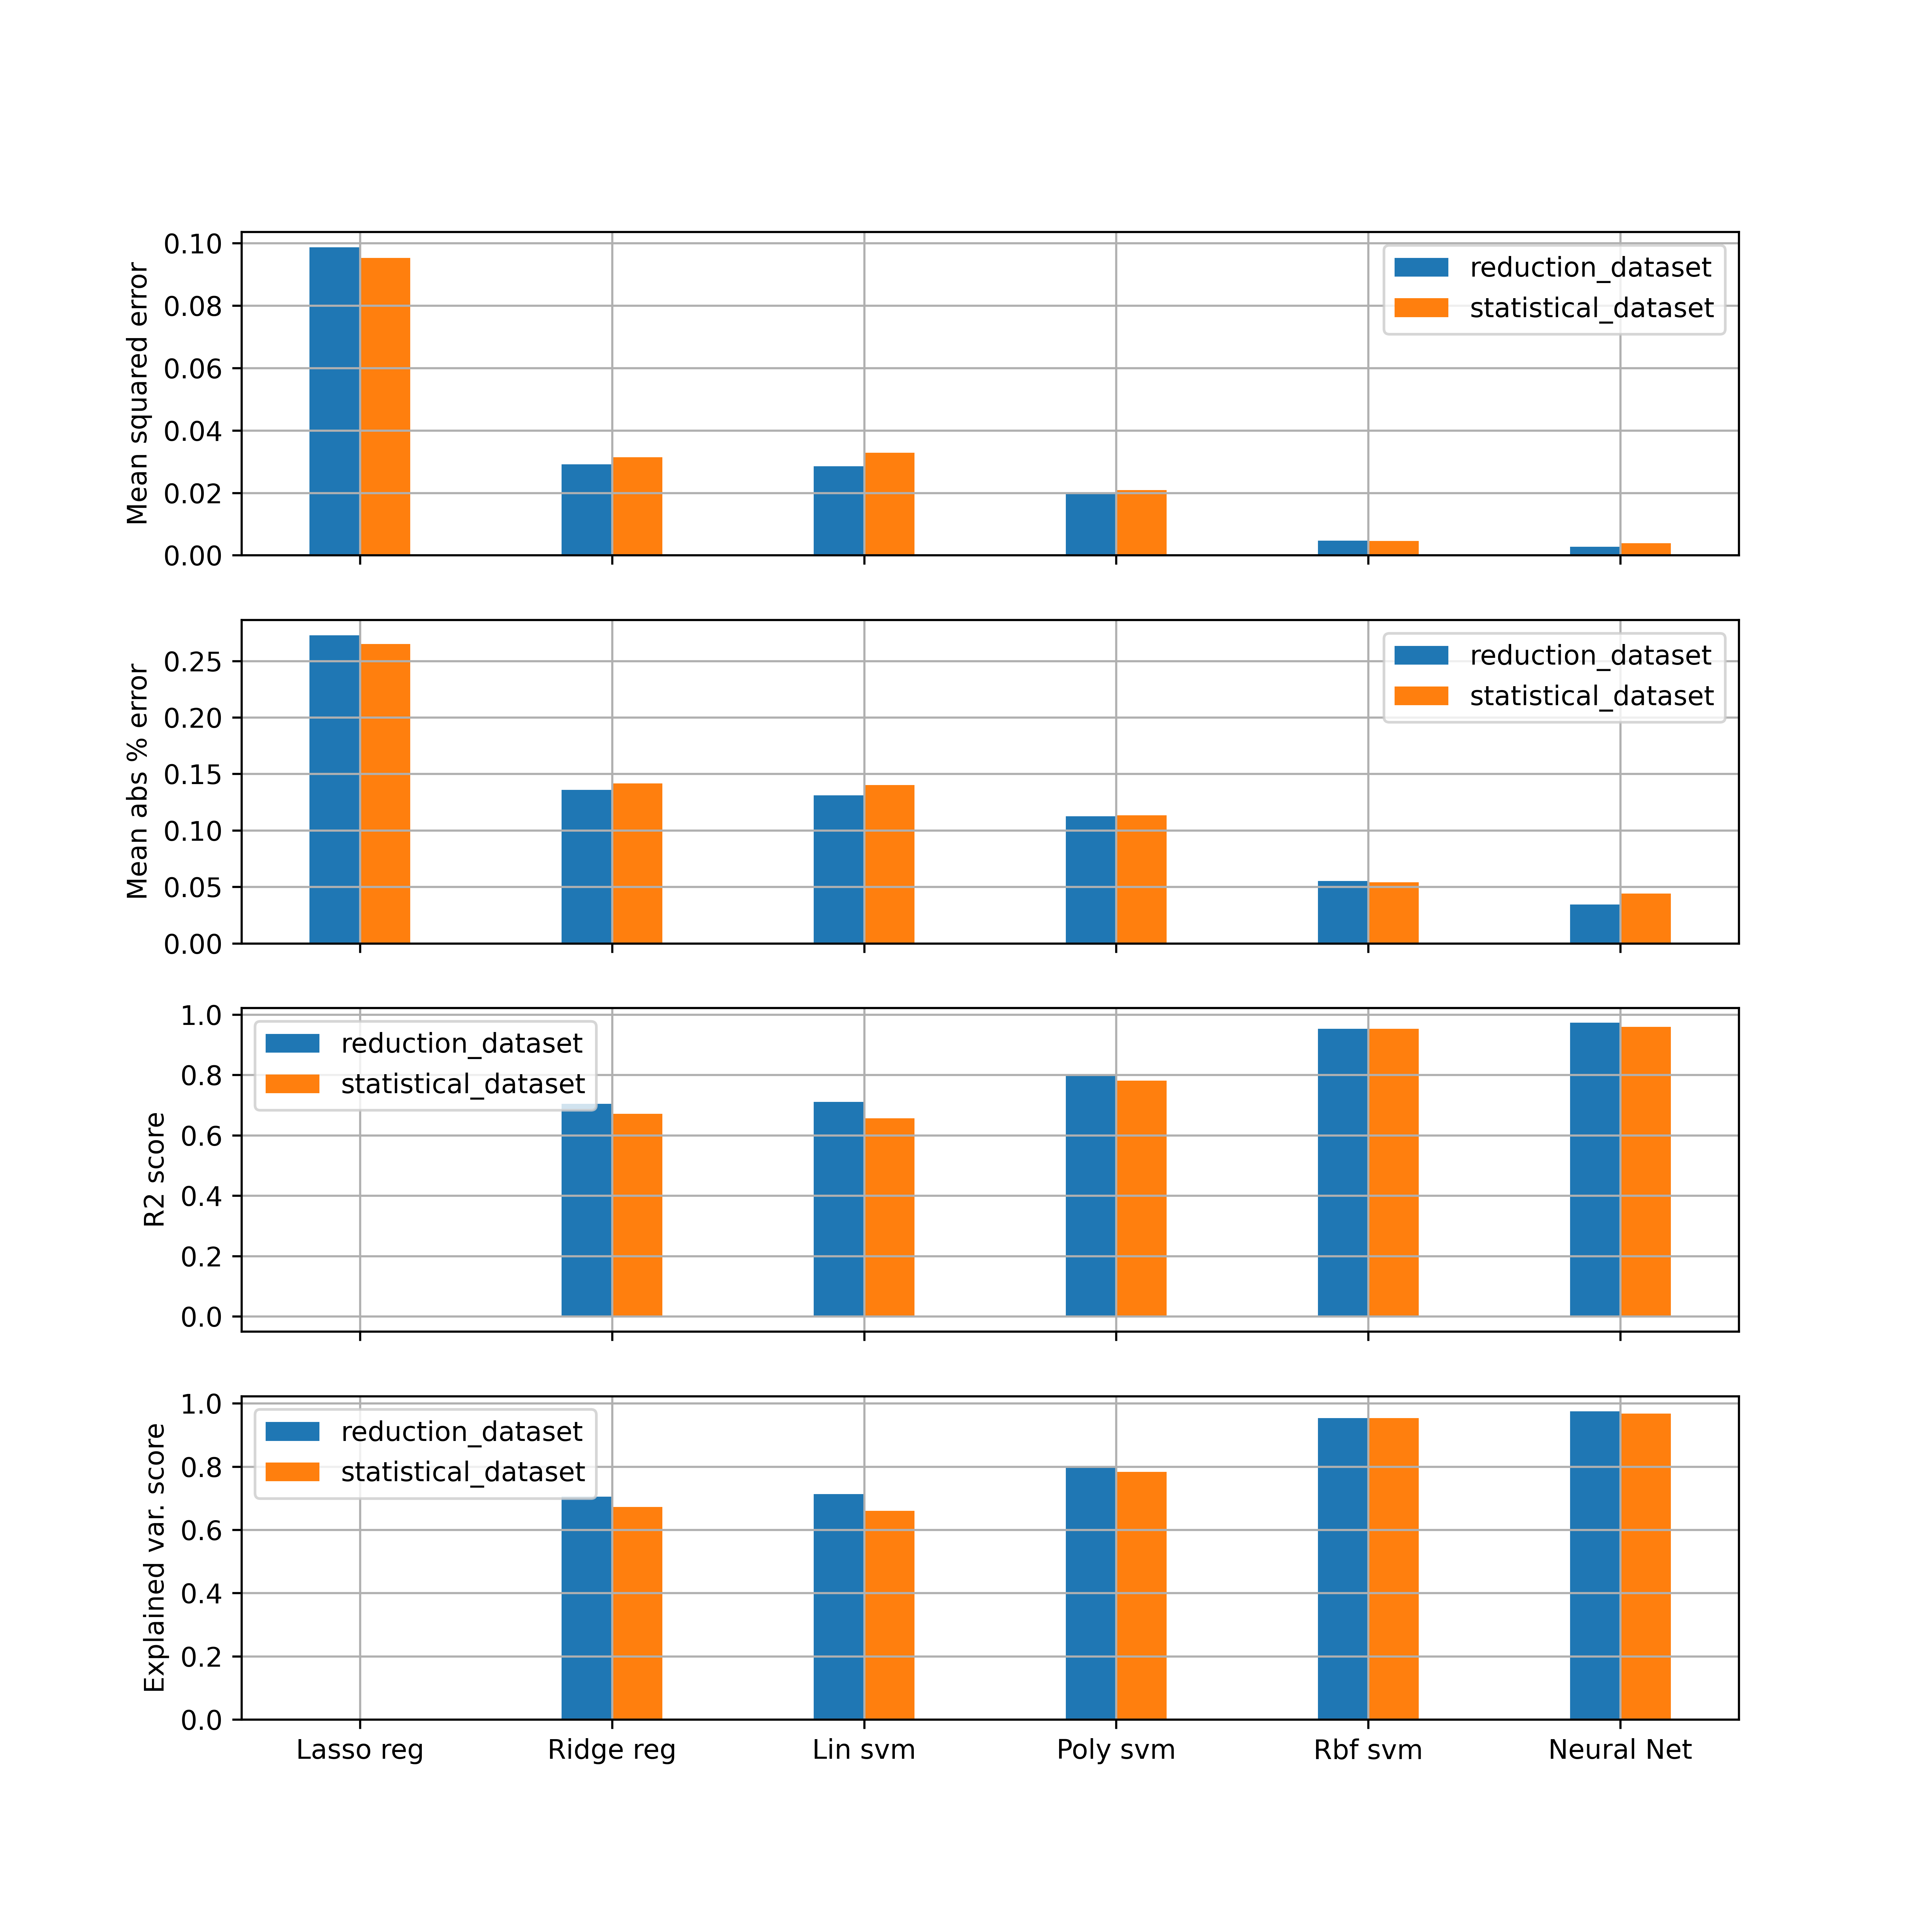 Mean squared error
0.10
0.08
0.06
0.04
0.02
0.00
reduction_dataset
statistical_dataset
Mean abs % error
0.25
0.20
0.15
0.10
0.05
0.00
reduction_dataset
statistical_dataset
R2 score
1.0
0.8
0.6
0.4
0.2
0.0
reduction_dataset
statistical_dataset
Explained var. score
1.0
0.8
0.6
0.4
0.2
0.0
reduction_dataset
statistical_dataset
Lasso reg Ridge reg Lin svm Poly svm Rbf svm Neural Net